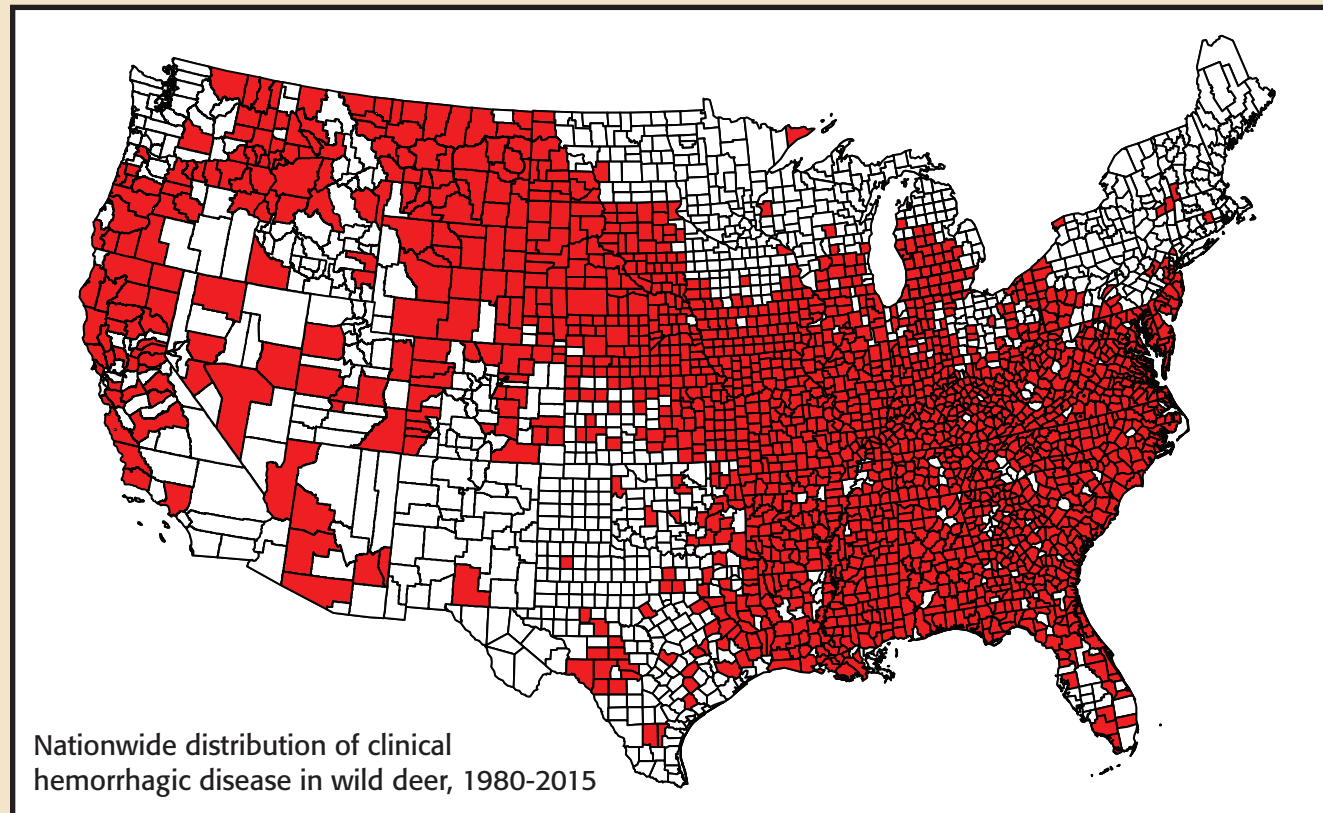 Nationwide distribution of clinical
hemorrhagic disease in wild deer, 1980-2015